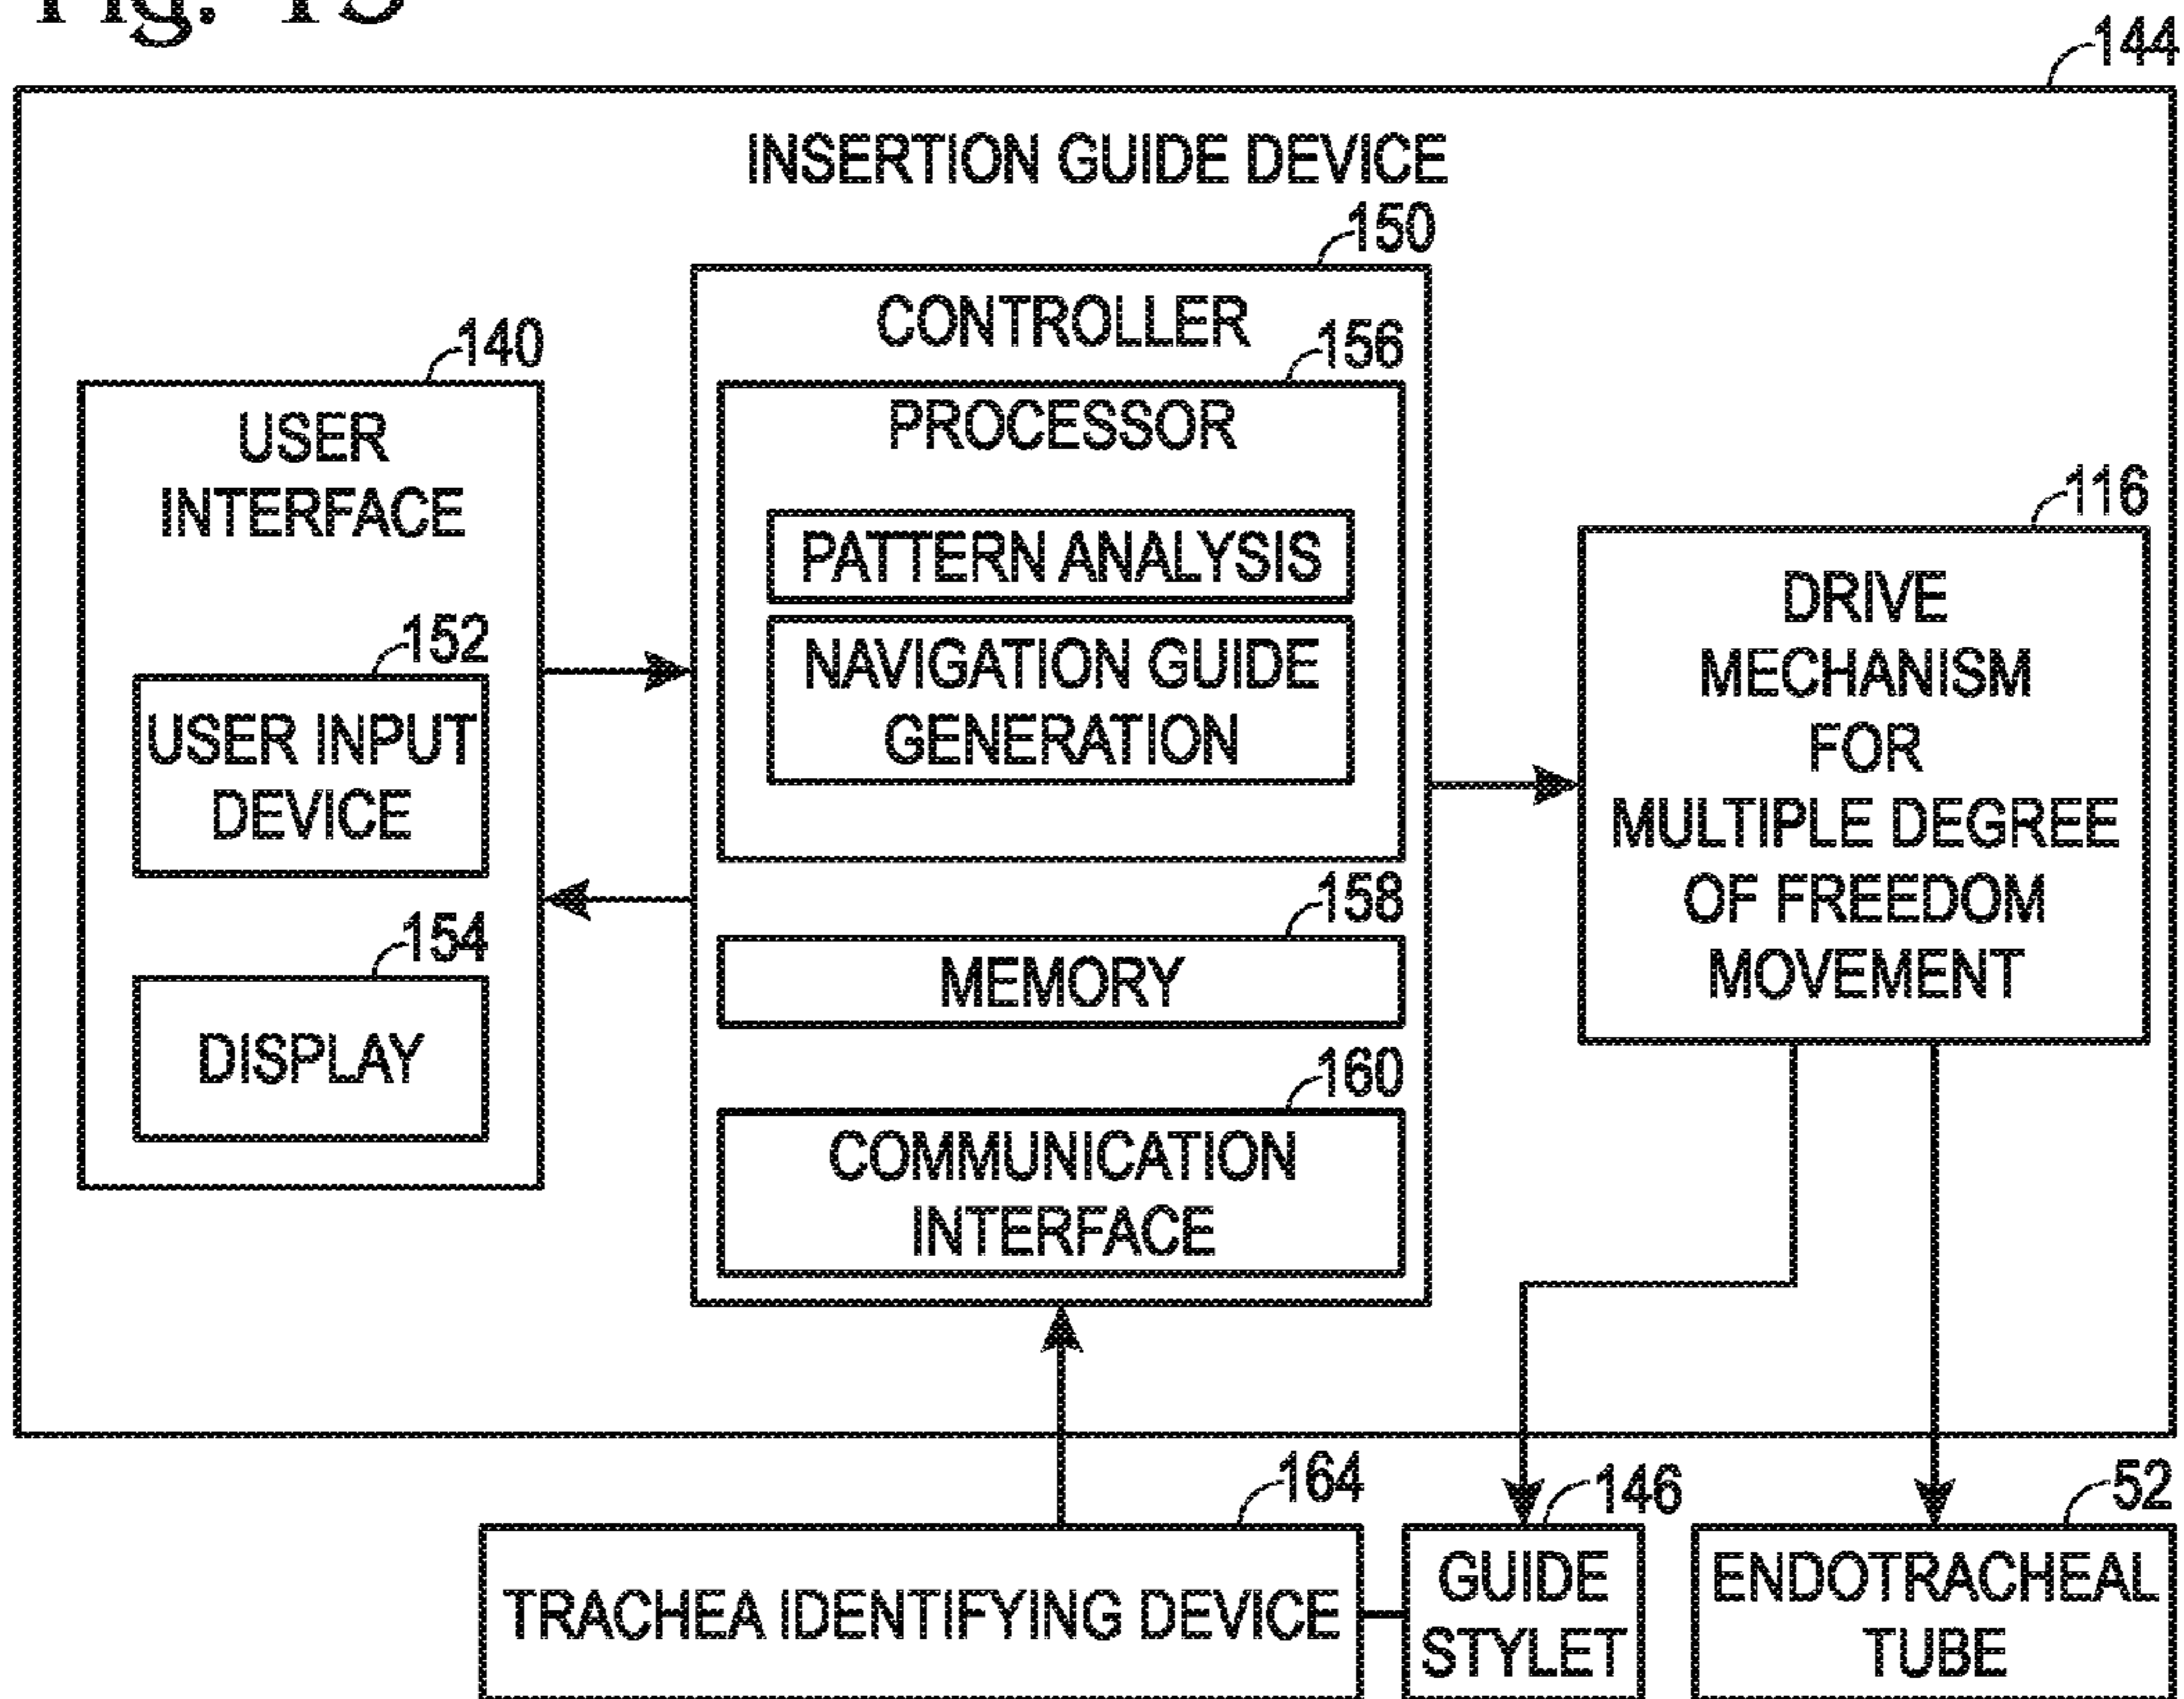 Fig. 15
144
INSERTION GUIDE DEVICE
150
CONTROLLER
140
USER
INTERFACE
152
USER INPUT
DEVICE
154
DISPLAY
156
PROCESSOR
PATTERN ANALYSIS
NAVIGATION GUIDE
GENERATION
158
MEMORY
160
COMMUNICATION
INTERFACE
116
DRIVE
MECHANISM
FOR
MULTIPLE DEGREE
OF FREEDOM
MOVEMENT
164
TRACHEA IDENTIFYING DEVICE
146
GUIDE
STYLET
52
ENDOTRACHEAL
TUBE